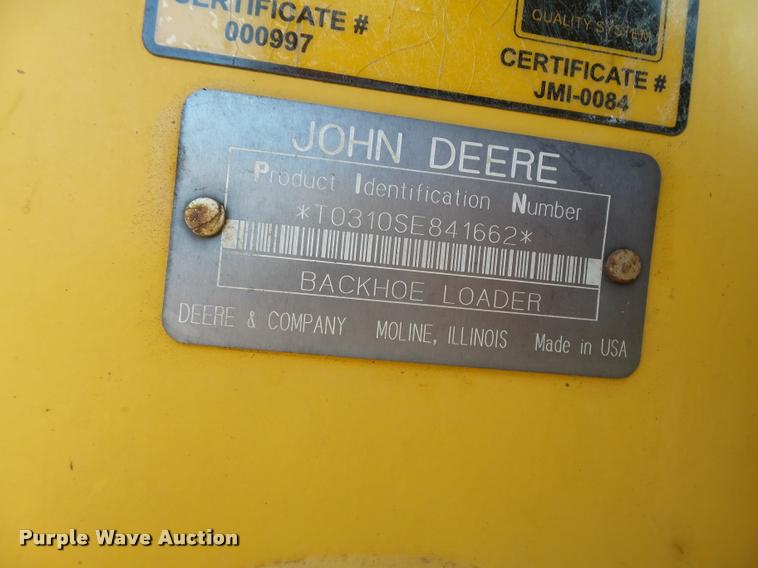 CERTIFICATE #
000997
QUALITY SYSTEM
CERTIFICATE #
JMI-0084
JOHN DEERE
Product Identification Number
*T0310SE841662*
BACKHOE LOADER
DEERE & COMPANY MOLINE, ILLINOIS Made in USA
Purple Wave Auction